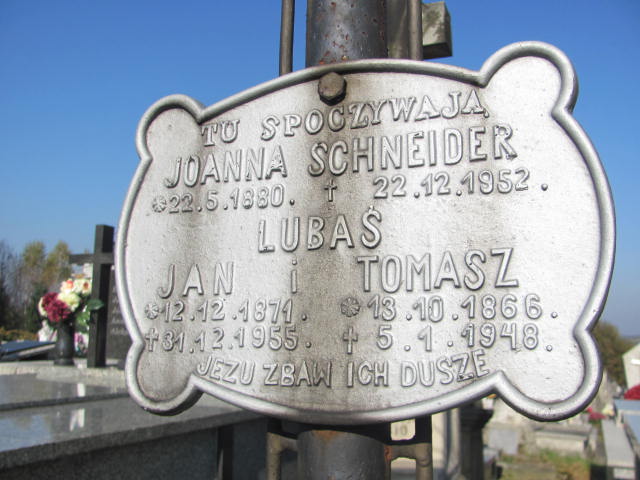 TU SPOCZYWAJĄ
JOANNA SCHNEIDER
*22.5.1880. † 22.12.1952.
LUBAŚ
JAN i TOMASZ
*12.12.1871. *13.10.1866.
†31.12.1955. † 5.1.1948.
JEZU ZBAW ICH DUSZE